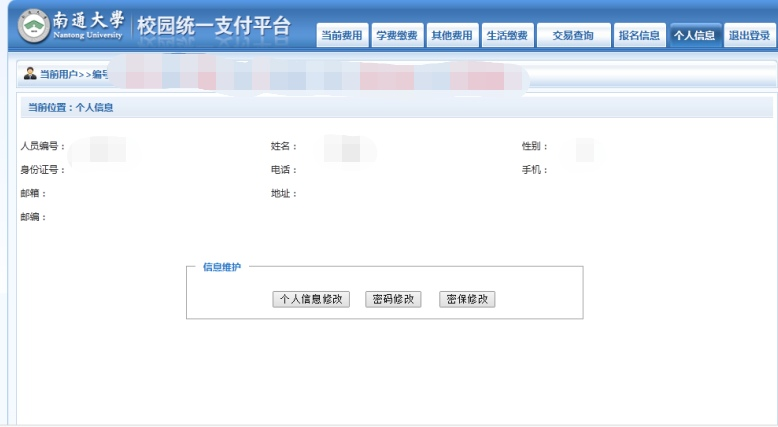 南通大學
Nantong University
校园统一支付平台
当前费用 学费缴费 其他费用 生活缴费 交易查询 报名信息 个人信息 退出登录
当前用户>>编号
当前位置：个人信息
人员编号： 姓名： 性别：
身份证号： 电话： 手机：
邮箱： 地址：
邮编：
信息维护
个人信息修改 密码修改 密保修改